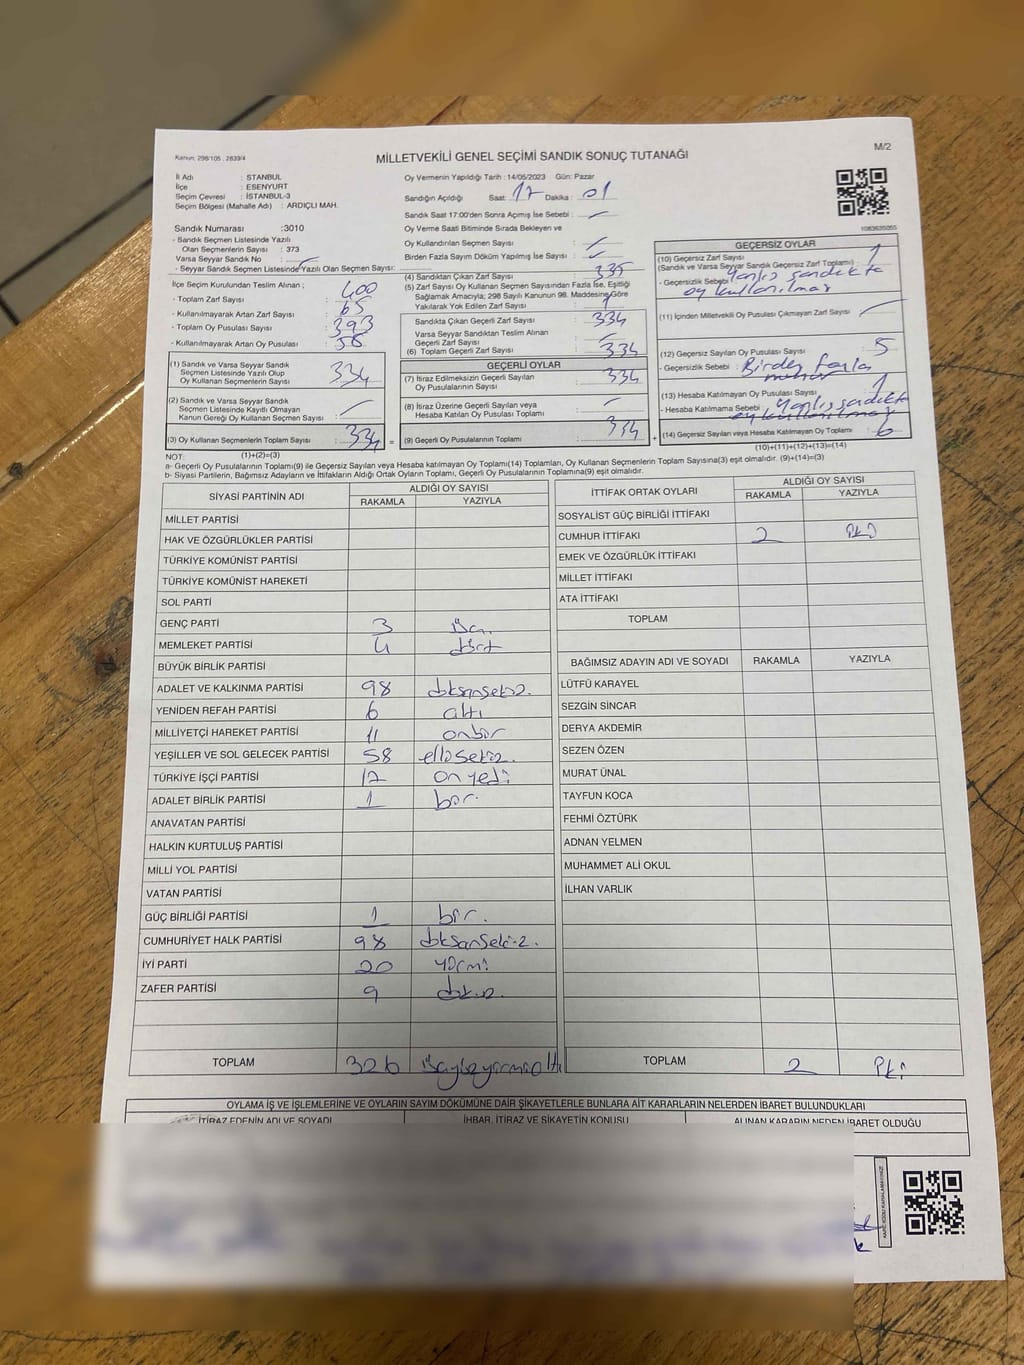 Kanun: 298/105 , 2839/4
M/2
MİLLETVEKİLİ GENEL SEÇİMİ SANDIK SONUÇ TUTANAĞI
İl Adı : STANBUL
İlçe : ESENYURT
Seçim Çevresi : İSTANBUL-3
Seçim Bölgesi (Mahalle Adı) : ARDIÇLI MAH.
Sandık Numarası :3010
- Sandık Seçmen Listesinde Yazılı
Olan Seçmenlerin Sayısı : 373
Varsa Seyyar Sandık No :
- Seyyar Sandık Seçmen Listesinde Yazılı Olan Seçmen Sayısı:
İlçe Seçim Kurulundan Teslim Alınan ;
- Toplam Zarf Sayısı : 400
- Kullanılmayarak Artan Zarf Sayısı : 65
- Toplam Oy Pusulası Sayısı : 393
- Kullanılmayarak Artan Oy Pusulası : 58
(1) Sandık ve Varsa Seyyar Sandık
Seçmen Listesinde Yazılı Olup
Oy Kullanan Seçmenlerin Sayısı : 334
(2) Sandık ve Varsa Seyyar Sandık
Seçmen Listesinde Kayıtlı Olmayan
Kanun Gereği Oy Kullanan Seçmen Sayısı :
(3) Oy Kullanan Seçmenlerin Toplam Sayısı : 334 =
(1)+(2)=(3)
Oy Vermenin Yapıldığı Tarih : 14/05/2023 Gün: Pazar
Sandığın Açıldığı Saat: 17 Dakika : 01
Sandık Saat 17:00'den Sonra Açımış İse Sebebi :
Oy Verme Saati Bitiminde Sırada Bekleyen ve
Oy Kullandırılan Seçmen Sayısı :
Birden Fazla Sayım Döküm Yapılmış İse Sayısı :
(4) Sandıktan Çıkan Zarf Sayısı : 335
(5) Zarf Sayısı Oy Kullanan Seçmen Sayısından Fazla İse, Eşitliği
Sağlamak Amacıyla; 298 Sayılı Kanunun 98. Maddesine Göre
Yakılarak Yok Edilen Zarf Sayısı : 1
Sandıkta Çıkan Geçerli Zarf Sayısı : 334
Varsa Seyyar Sandıktan Teslim Alınan
Geçerli Zarf Sayısı :
(6) Toplam Geçerli Zarf Sayısı : 334
GEÇERLİ OYLAR
(7) İtiraz Edilmeksizin Geçerli Sayılan
Oy Pusulalarının Sayısı : 334
(8) İtiraz Üzerine Geçerli Sayılan veya
Hesaba Katılan Oy Pusulası Toplamı :
(9) Geçerli Oy Pusulalarının Toplamı : 334 +
1083635055
GEÇERSİZ OYLAR
(10) Geçersiz Zarf Sayısı
(Sandık ve Varsa Seyyar Sandık Geçersiz Zarf Toplamı) : 1
- Geçersizlik Sebebi : Yanlış sandıkta
oy kullanılması
(11) İçinden Milletvekili Oy Pusulası Çıkmayan Zarf Sayısı :
(12) Geçersiz Sayılan Oy Pusulası Sayısı : 5
- Geçersizlik Sebebi : Birden fazla
mühür
(13) Hesaba Katılmayan Oy Pusulası Sayısı : 1
- Hesaba Katılmama Sebebi : Yanlış sandıkta
oy kullanılması
(14) Geçersiz Sayılan veya Hesaba Katılmayan Oy Toplamı : 6
(10)+(11)+(12)+(13)=(14)
NOT:
a- Geçerli Oy Pusulalarının Toplamı(9) ile Geçersiz Sayılan veya Hesaba katılmayan Oy Toplamı(14) Toplamları, Oy Kullanan Seçmenlerin Toplam Sayısına(3) eşit olmalıdır. (9)+(14)=(3)
b- Siyasi Partilerin, Bağımsız Adayların ve İttifakların Aldığı Ortak Oyların Toplamı, Geçerli Oy Pusulalarının Toplamına(9) eşit olmalıdır.
SİYASİ PARTİNİN ADI ALDIĞI OY SAYISI
RAKAMLA YAZIYLA
MİLLET PARTİSİ
HAK VE ÖZGÜRLÜKLER PARTİSİ
TÜRKİYE KOMÜNİST PARTİSİ
TÜRKİYE KOMÜNİST HAREKETİ
SOL PARTİ
GENÇ PARTİ 3 üç.
MEMLEKET PARTİSİ 4 dört
BÜYÜK BİRLİK PARTİSİ
ADALET VE KALKINMA PARTİSİ 98 doksansekiz.
YENİDEN REFAH PARTİSİ 6 altı
MİLLİYETÇİ HAREKET PARTİSİ 11 onbir
YEŞİLLER VE SOL GELECEK PARTİSİ 58 ellisekiz.
TÜRKİYE İŞÇİ PARTİSİ 17 on yedi
ADALET BİRLİK PARTİSİ 1 bir.
ANAVATAN PARTİSİ
HALKIN KURTULUŞ PARTİSİ
MİLLİ YOL PARTİSİ
VATAN PARTİSİ
GÜÇ BİRLİĞİ PARTİSİ 1 bir.
CUMHURİYET HALK PARTİSİ 98 doksansekiz.
İYİ PARTİ 20 yirmi
ZAFER PARTİSİ 9 dokuz.
TOPLAM 326 üçyüzyirmialtı
İTTİFAK ORTAK OYLARI ALDIĞI OY SAYISI
RAKAMLA YAZIYLA
SOSYALİST GÜÇ BİRLİĞİ İTTİFAKI
CUMHUR İTTİFAKI 2 iki
EMEK VE ÖZGÜRLÜK İTTİFAKI
MİLLET İTTİFAKI
ATA İTTİFAKI
TOPLAM
BAĞIMSIZ ADAYIN ADI VE SOYADI RAKAMLA YAZIYLA
LÜTFÜ KARAYEL
SEZGİN SİNCAR
DERYA AKDEMİR
SEZEN ÖZEN
MURAT ÜNAL
TAYFUN KOCA
FEHMİ ÖZTÜRK
ADNAN YELMEN
MUHAMMET ALİ OKUL
İLHAN VARLIK
TOPLAM 2 iki
OYLAMA İŞ VE İŞLEMLERİNE VE OYLARIN SAYIM DÖKÜMÜNE DAİR ŞİKAYETLERLE BUNLARA AİT KARARLARIN NELERDEN İBARET BULUNDUKLARI
İTİRAZ EDENİN ADI VE SOYADI İHBAR, İTİRAZ VE ŞİKAYETİN KONUSU ALINAN KARARIN NEDEN İBARET OLDUĞU